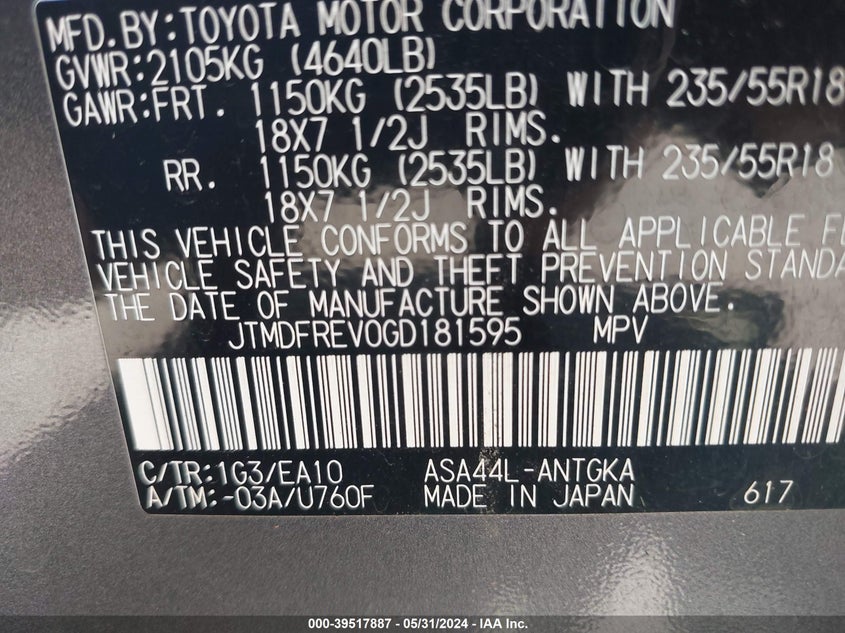 MFD. BY: TOYOTA MOTOR CORPORATION
GVWR: 2105KG (4640LB)
GAWR: FRT. 1150KG (2535LB) WITH 235/55R18
18X7 1/2J RIMS.
RR. 1150KG (2535LB) WITH 235/55R18
18X7 1/2J RIMS.
THIS VEHICLE CONFORMS TO ALL APPLICABLE
VEHICLE SAFETY AND THEFT PREVENTION STANDA
THE DATE OF MANUFACTURE SHOWN ABOVE.
JTMDFREV0GD181595 MPV
C/TR: 1G3/EA10 ASA44L-ANTGKA
A/TM: -03A/U760F MADE IN JAPAN 617
000-39517887 - 05/31/2024 - IAA Inc.